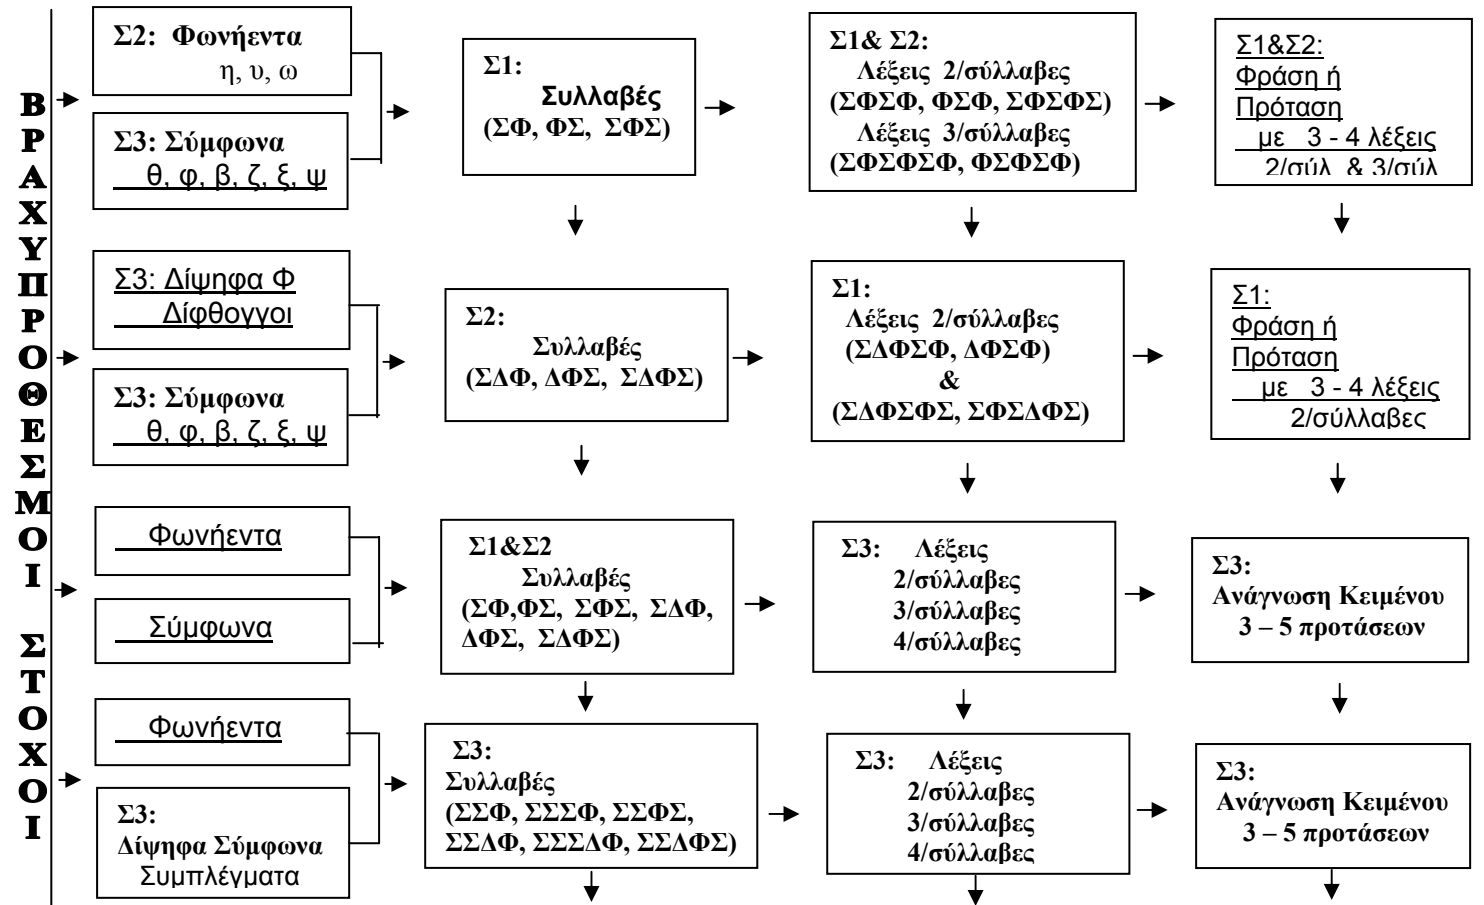 ΒΡΑΧΥΠΡΟΘΕΣΜΟΙ ΣΤΟΧΟΙ
Σ2: Φωνήεντα
η, υ, ω
Σ3: Σύμφωνα
θ, φ, β, ζ, ξ, ψ
Σ1:
Συλλαβές
(ΣΦ, ΦΣ, ΣΦΣ)
Σ1& Σ2:
Λέξεις 2/σύλλαβες
(ΣΦΣΦ, ΦΣΦ, ΣΦΣΦΣ)
Λέξεις 3/σύλλαβες
(ΣΦΣΦΣΦ, ΦΣΦΣΦ)
Σ1&Σ2:
Φράση ή
Πρόταση
με 3 - 4 λέξεις
2/σύλ & 3/σύλ
Σ3: Δίψηφα Φ
Δίφθογγοι
Σ3: Σύμφωνα
θ, φ, β, ζ, ξ, ψ
Σ2:
Συλλαβές
(ΣΔΦ, ΔΦΣ, ΣΔΦΣ)
Σ1:
Λέξεις 2/σύλλαβες
(ΣΔΦΣΦ, ΔΦΣΦ)
&
(ΣΔΦΣΦΣ, ΣΦΣΔΦΣ)
Σ1:
Φράση ή
Πρόταση
με 3 - 4 λέξεις
2/σύλλαβες
Φωνήεντα
Σύμφωνα
Σ1&Σ2
Συλλαβές
(ΣΦ,ΦΣ, ΣΦΣ, ΣΔΦ,
ΔΦΣ, ΣΔΦΣ)
Σ3: Λέξεις
2/σύλλαβες
3/σύλλαβες
4/σύλλαβες
Σ3:
Ανάγνωση Κειμένου
3 – 5 προτάσεων
Φωνήεντα
Σ3:
Δίψηφα Σύμφωνα
Συμπλέγματα
Σ3:
Συλλαβές
(ΣΣΦ, ΣΣΣΦ, ΣΣΦΣ,
ΣΣΔΦ, ΣΣΣΔΦ, ΣΣΔΦΣ)
Σ3: Λέξεις
2/σύλλαβες
3/σύλλαβες
4/σύλλαβες
Σ3:
Ανάγνωση Κειμένου
3 – 5 προτάσεων